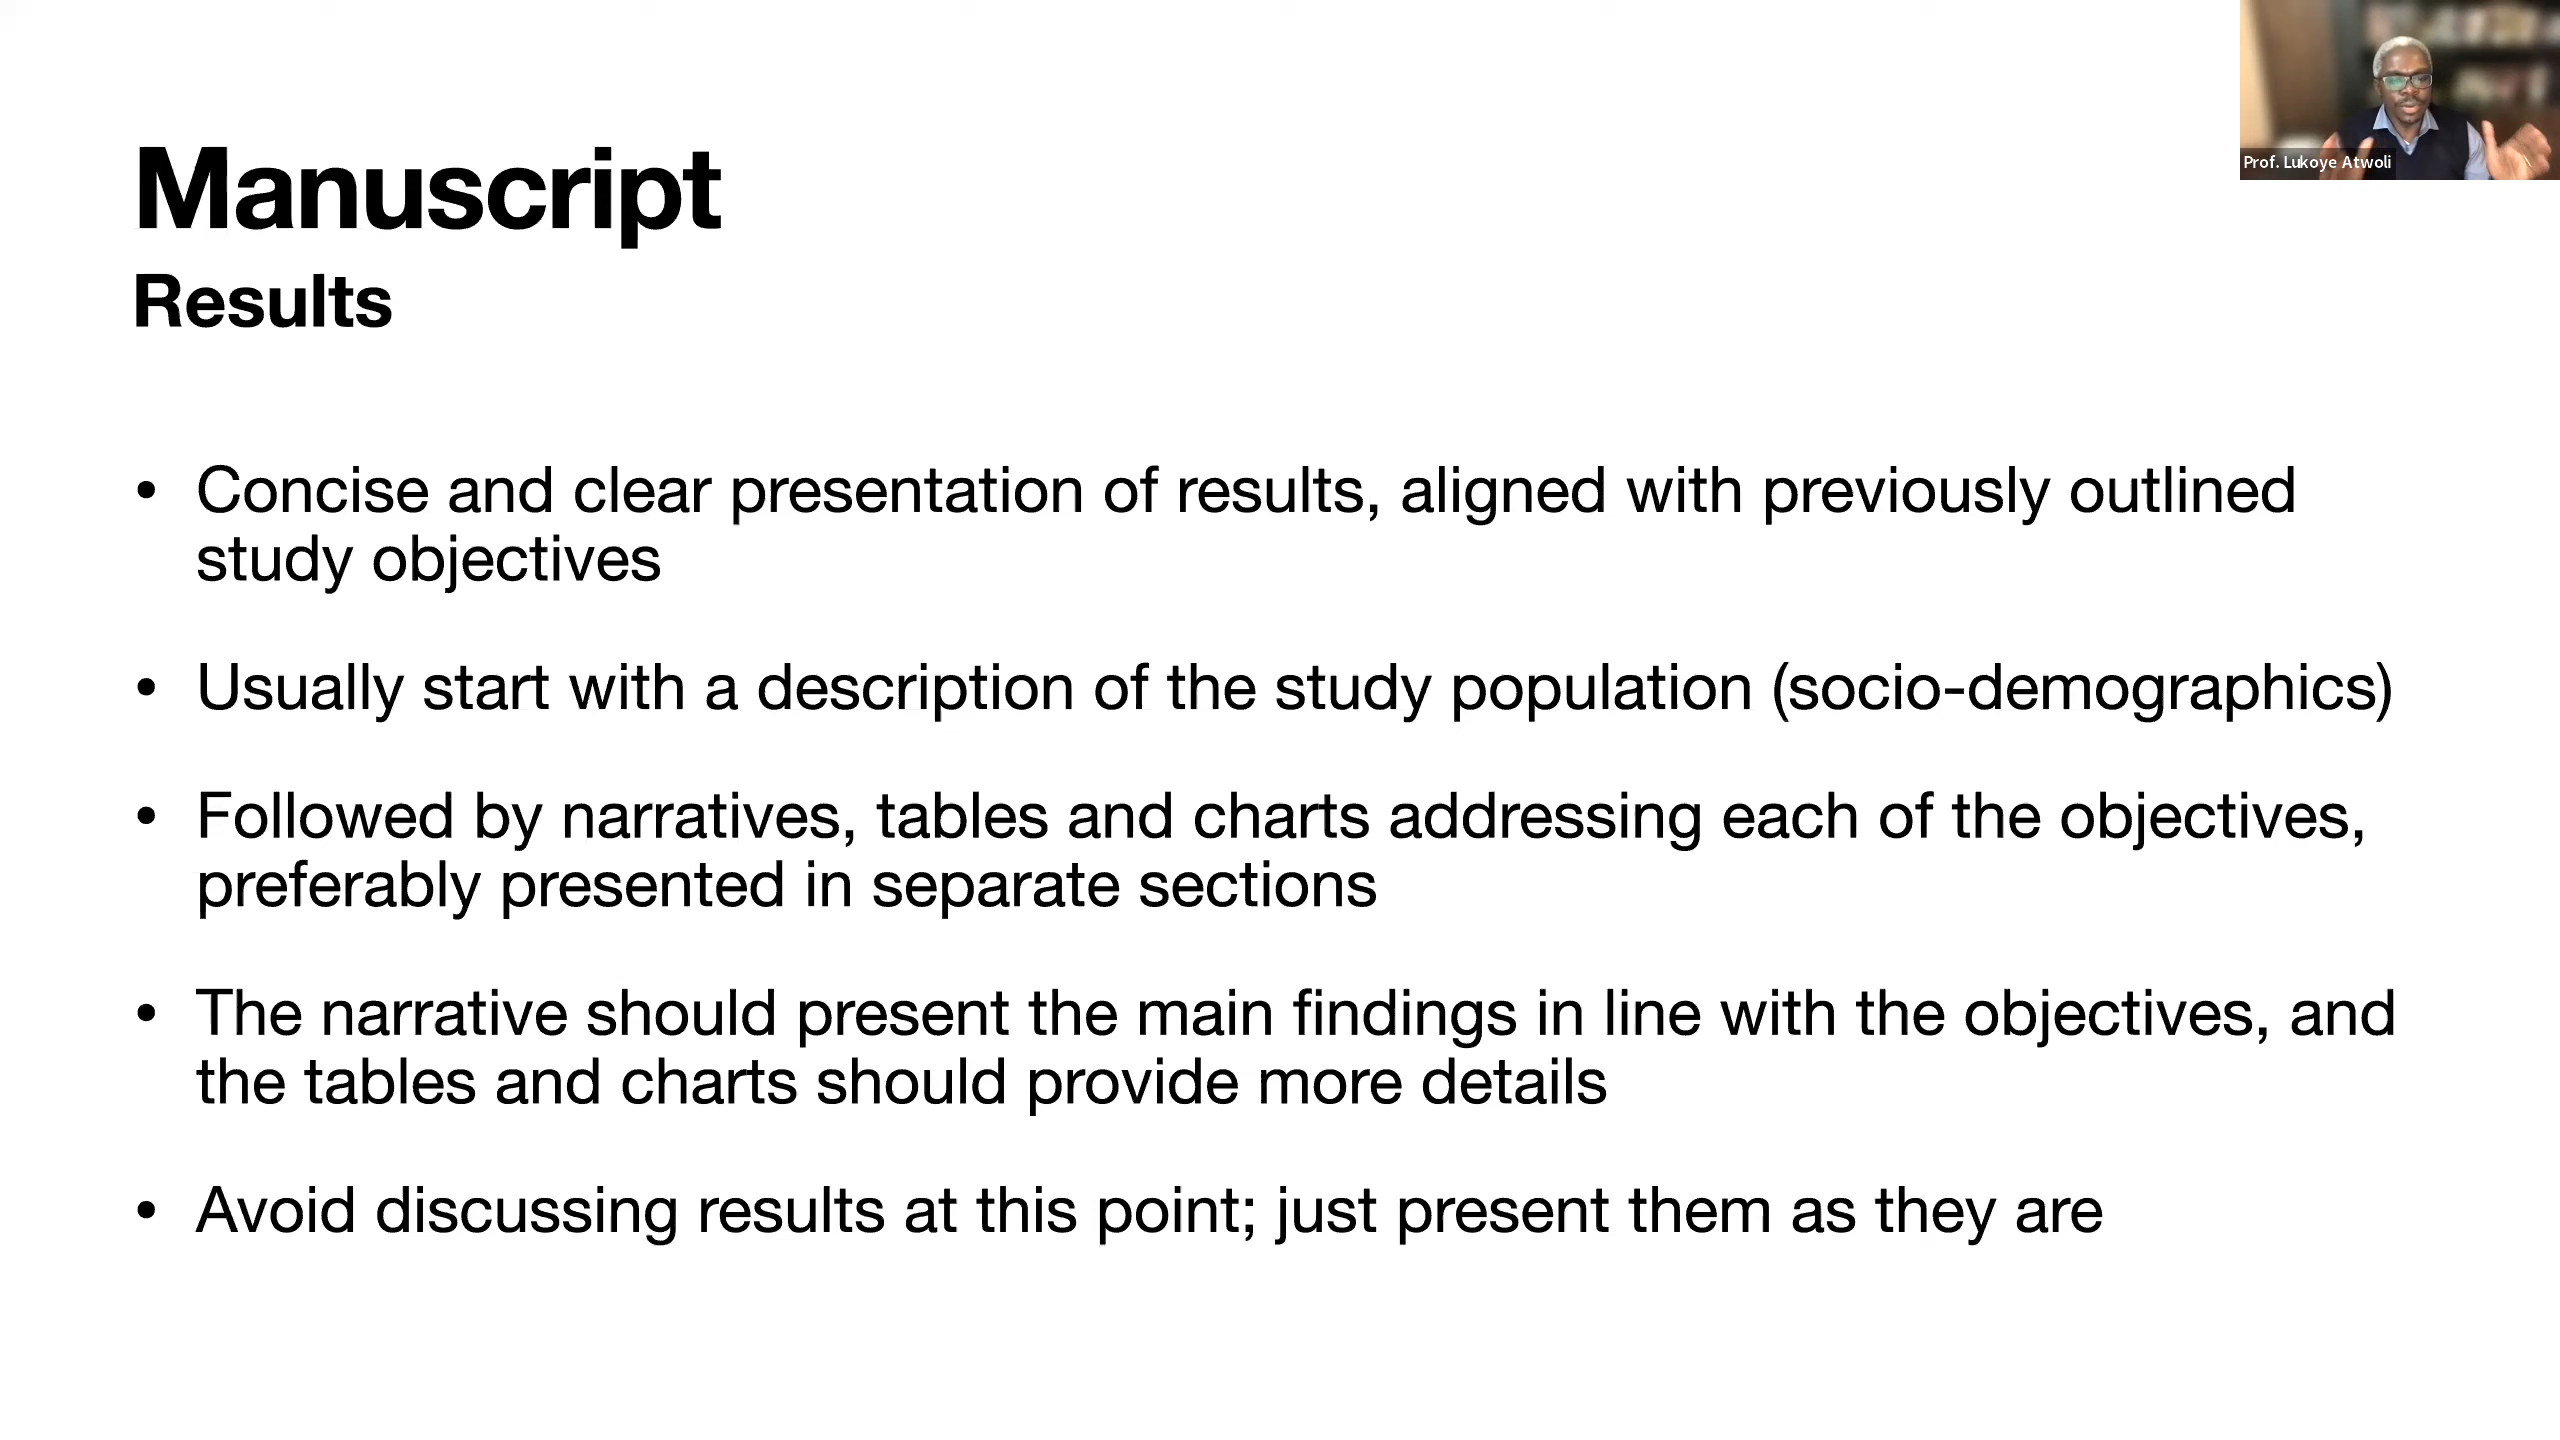 Manuscript
Results
• Concise and clear presentation of results, aligned with previously outlined
study objectives
• Usually start with a description of the study population (socio-demographics)
• Followed by narratives, tables and charts addressing each of the objectives,
preferably presented in separate sections
• The narrative should present the main findings in line with the objectives, and
the tables and charts should provide more details
• Avoid discussing results at this point; just present them as they are
Prof. Lukoye Atwoli